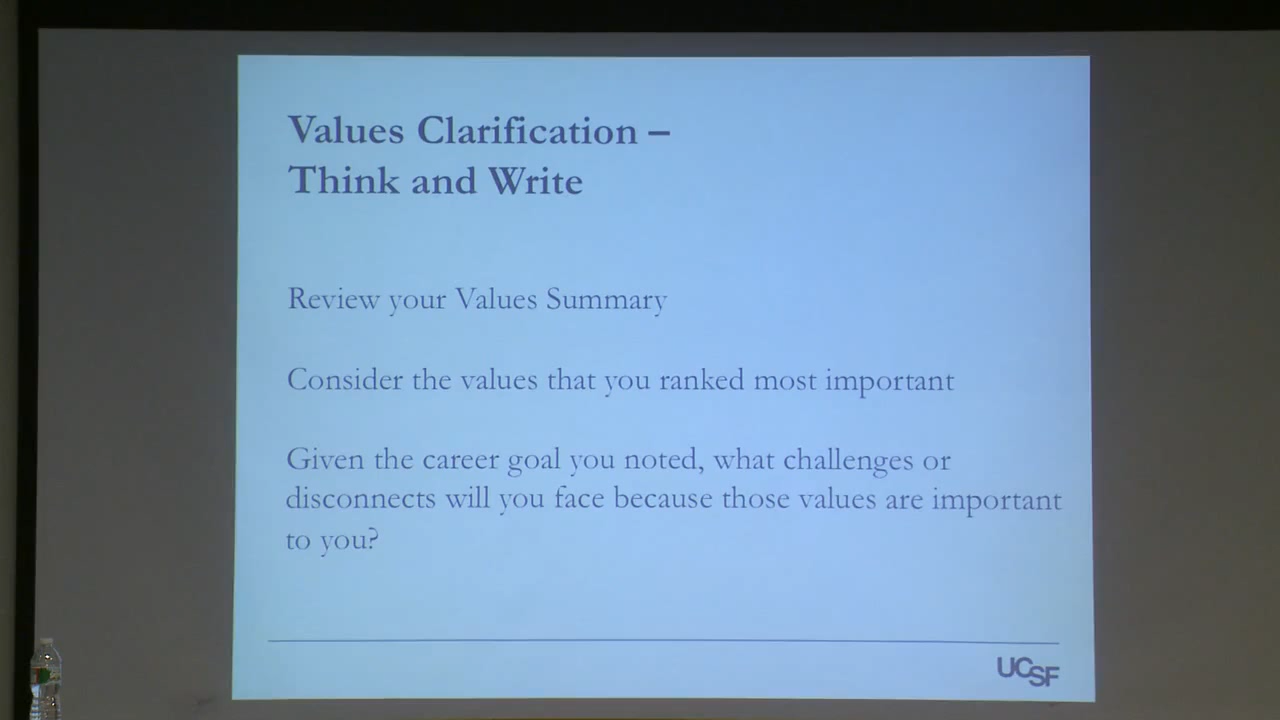 Values Clarification –
Think and Write
Review your Values Summary
Consider the values that you ranked most important
Given the career goal you noted, what challenges or
disconnects will you face because those values are important
to you?
UCSF